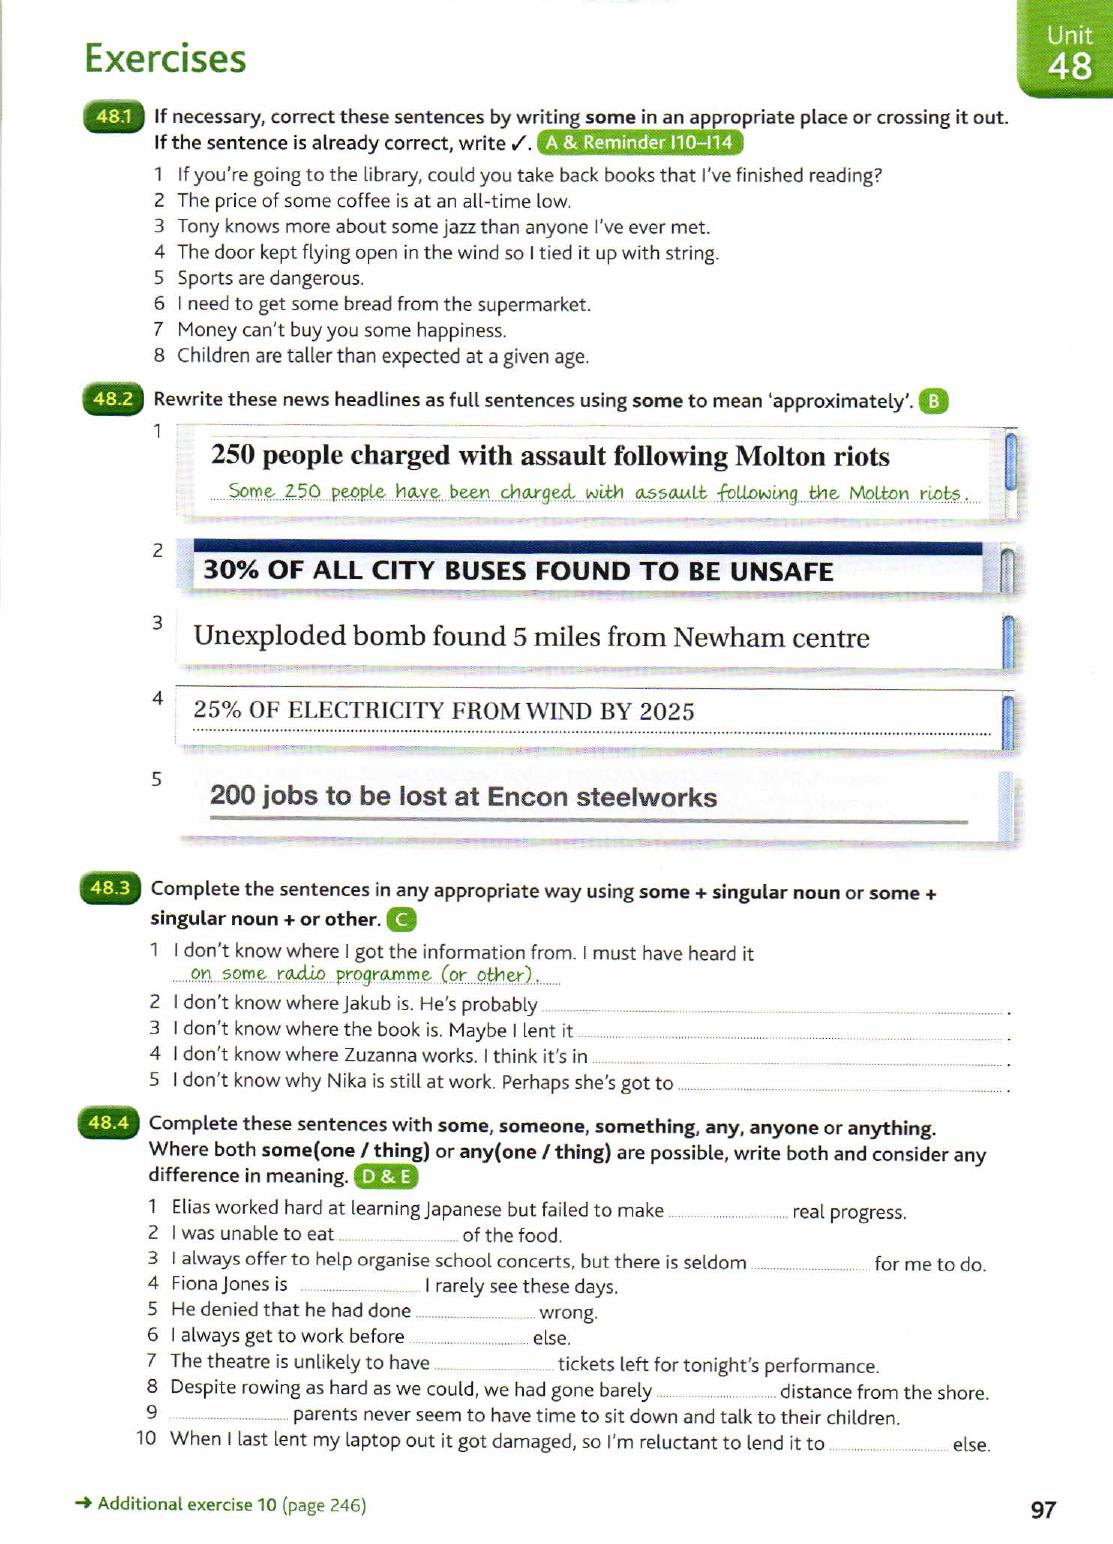 Unit
48
Exercises
48.1 If necessary, correct these sentences by writing some in an appropriate place or crossing it out.
If the sentence is already correct, write ✓. A & Reminder I10–I14
1 If you're going to the library, could you take back books that I've finished reading?
2 The price of some coffee is at an all-time low.
3 Tony knows more about some jazz than anyone I've ever met.
4 The door kept flying open in the wind so I tied it up with string.
5 Sports are dangerous.
6 I need to get some bread from the supermarket.
7 Money can't buy you some happiness.
8 Children are taller than expected at a given age.
48.2 Rewrite these news headlines as full sentences using some to mean 'approximately'. B
1 250 people charged with assault following Molton riots
Some 250 people have been charged with assault following the Molton riots.
2 30% OF ALL CITY BUSES FOUND TO BE UNSAFE
3 Unexploded bomb found 5 miles from Newham centre
4 25% OF ELECTRICITY FROM WIND BY 2025
5 200 jobs to be lost at Encon steelworks
48.3 Complete the sentences in any appropriate way using some + singular noun or some +
singular noun + or other. C
1 I don't know where I got the information from. I must have heard it
on some radio programme (or other).
2 I don't know where Jakub is. He's probably .
3 I don't know where the book is. Maybe I lent it .
4 I don't know where Zuzanna works. I think it's in .
5 I don't know why Nika is still at work. Perhaps she's got to .
48.4 Complete these sentences with some, someone, something, any, anyone or anything.
Where both some(one / thing) or any(one / thing) are possible, write both and consider any
difference in meaning. D & E
1 Elias worked hard at learning Japanese but failed to make real progress.
2 I was unable to eat of the food.
3 I always offer to help organise school concerts, but there is seldom for me to do.
4 Fiona Jones is I rarely see these days.
5 He denied that he had done wrong.
6 I always get to work before else.
7 The theatre is unlikely to have tickets left for tonight's performance.
8 Despite rowing as hard as we could, we had gone barely distance from the shore.
9 parents never seem to have time to sit down and talk to their children.
10 When I last lent my laptop out it got damaged, so I'm reluctant to lend it to else.
➔ Additional exercise 10 (page 246)
97